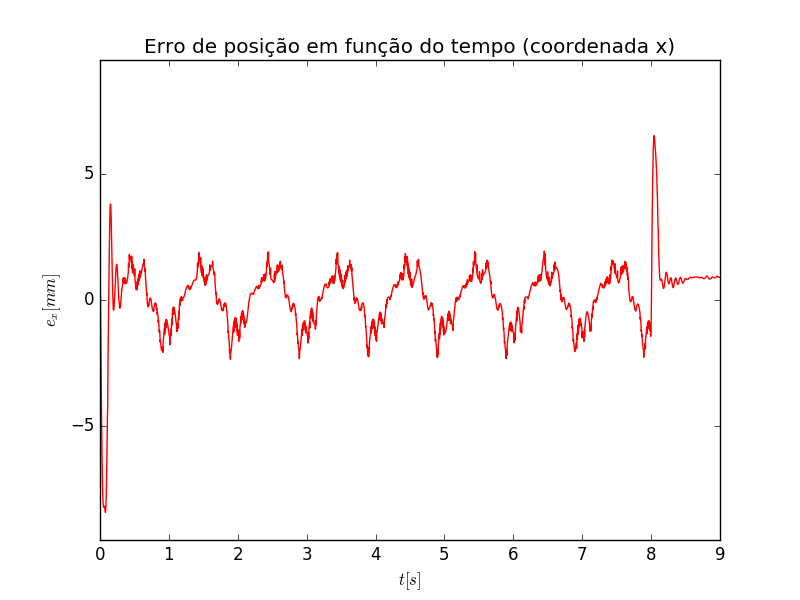 Erro de posição em função do tempo (coordenada x)
5
0
−5
e_x[mm]
0 1 2 3 4 5 6 7 8 9
t[s]